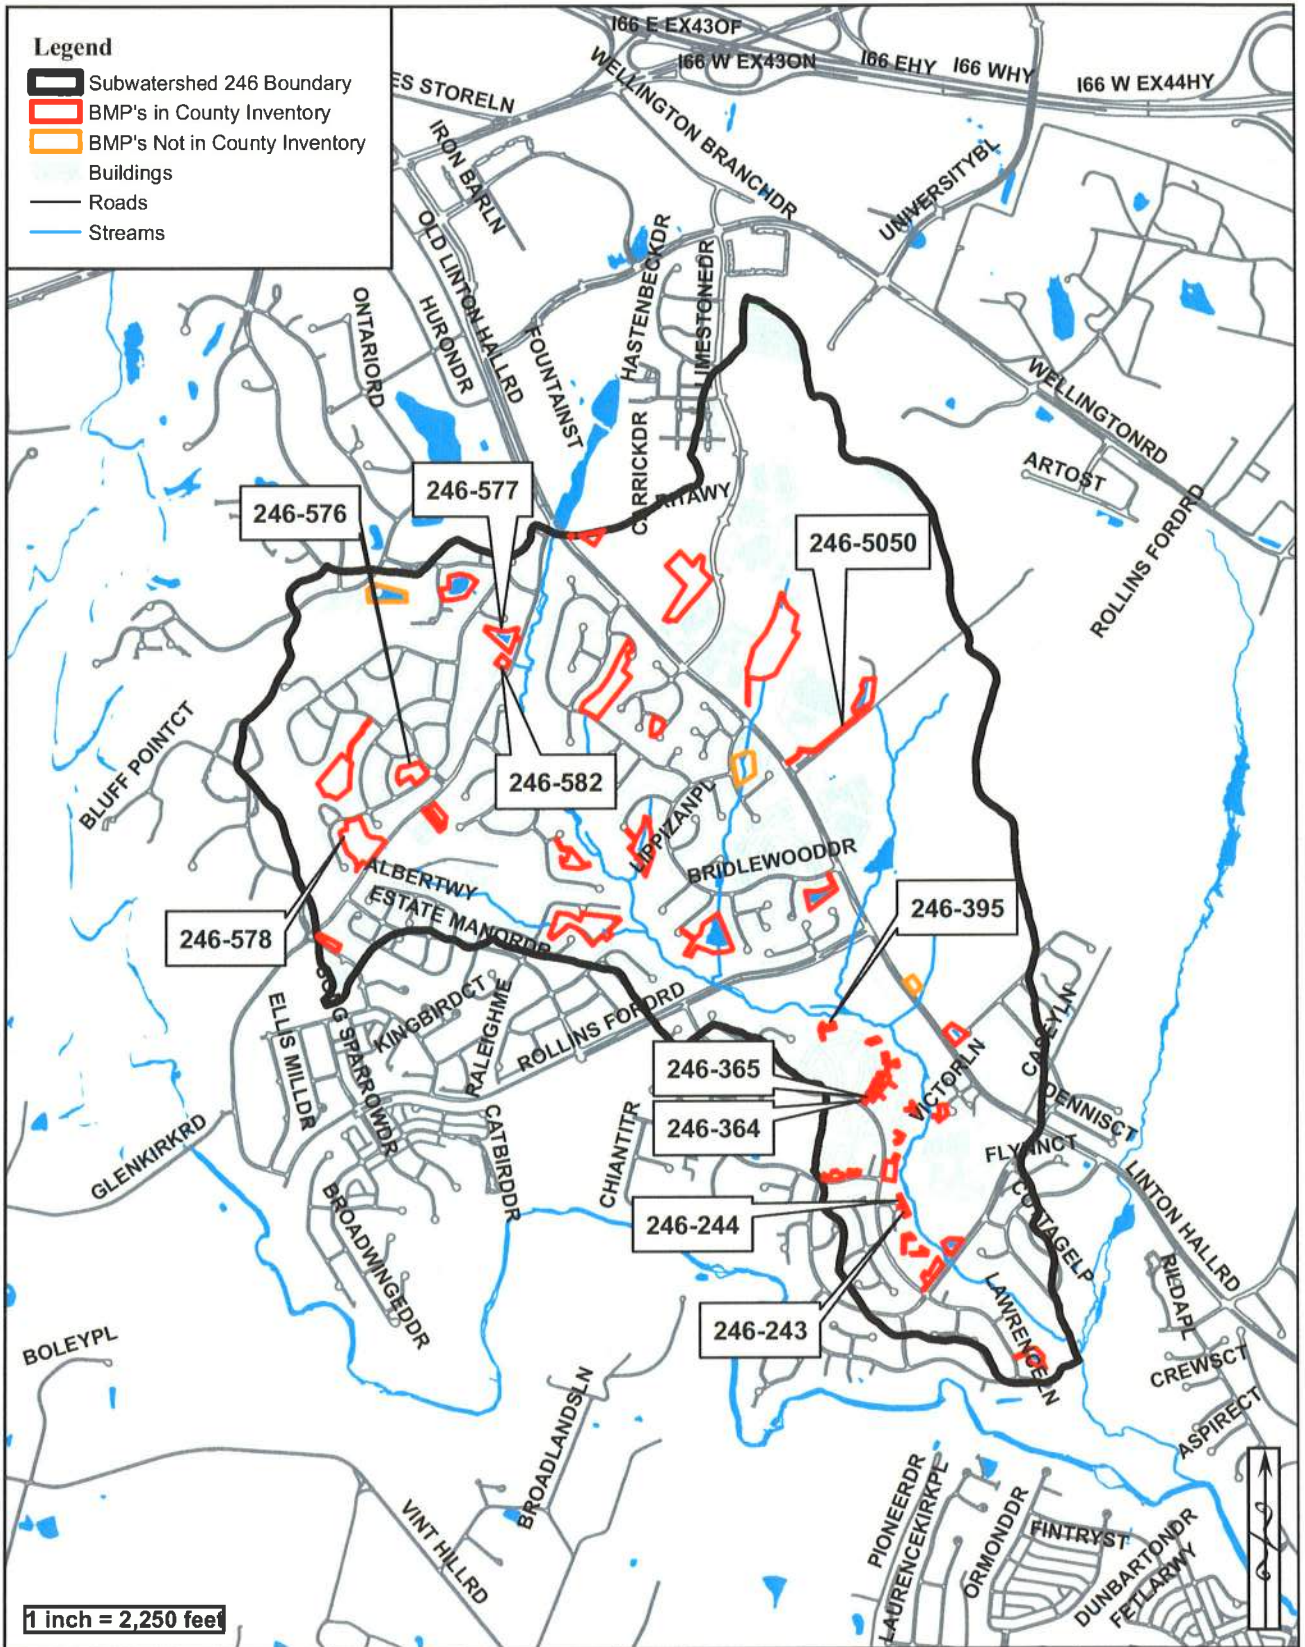 Legend
Subwatershed 246 Boundary
BMP's in County Inventory
BMP's Not in County Inventory
Buildings
Roads
Streams
I66 E EX43OF
I66 W EX43ON
I66 EHY
I66 WHY
I66 W EX44HY
ES STORELN
WELLINGTON BRANCHDR
IRON BARLN
UNIVERSITYBL
OLD LINTON HALLRD
HASTENBECKDR
LIMESTONEDR
ONTARIORD
HURONDR
FOUNTAINST
WELLINGTONRD
CARRICKDR
RITAWY
ARTOST
ROLLINS FORDRD
246-577
246-576
246-5050
BLUFF POINTCT
246-582
LIPPIZANPL
BRIDLEWOODDR
ALBERTWY
ESTATE MANORDR
246-395
246-578
SONG SPARROWDR
KINGBIRDCT
ELLIS MILLDR
RALEIGHME
ROLLINS FORDRD
CATBIRDDR
246-365
246-364
VICTORLN
CAREYLN
DENNISCT
FLYNNCT
GLENKIRKRD
CHIANTITR
BROADWINGEDDR
COTTAGELP
LINTON HALLRD
246-244
246-243
LAWRENCELN
RILDAPL
CREWSCT
ASPIRECT
BOLEYPL
BROADLANDSLN
VINT HILLRD
PIONEERDR
LAURENCEKIRKPL
ORMONDDR
FINTRYST
DUNBARTONDR
FETLARWY
1 inch = 2,250 feet